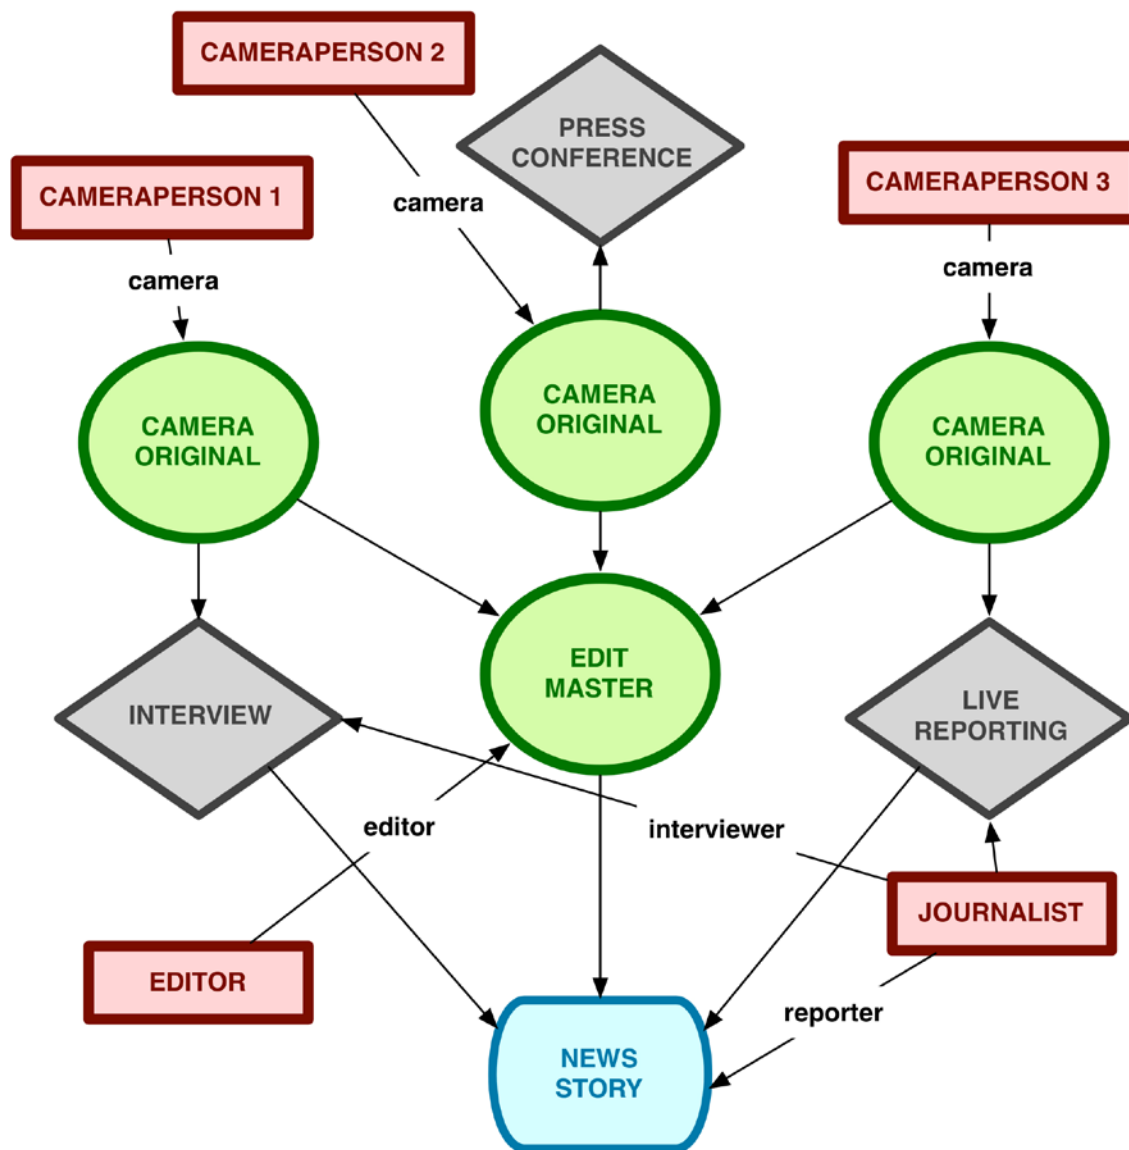 CAMERAPERSON 2
PRESS
CONFERENCE
CAMERAPERSON 1
CAMERAPERSON 3
camera
camera
camera
CAMERA
ORIGINAL
CAMERA
ORIGINAL
CAMERA
ORIGINAL
EDIT
MASTER
INTERVIEW
LIVE
REPORTING
editor
interviewer
JOURNALIST
EDITOR
reporter
NEWS
STORY